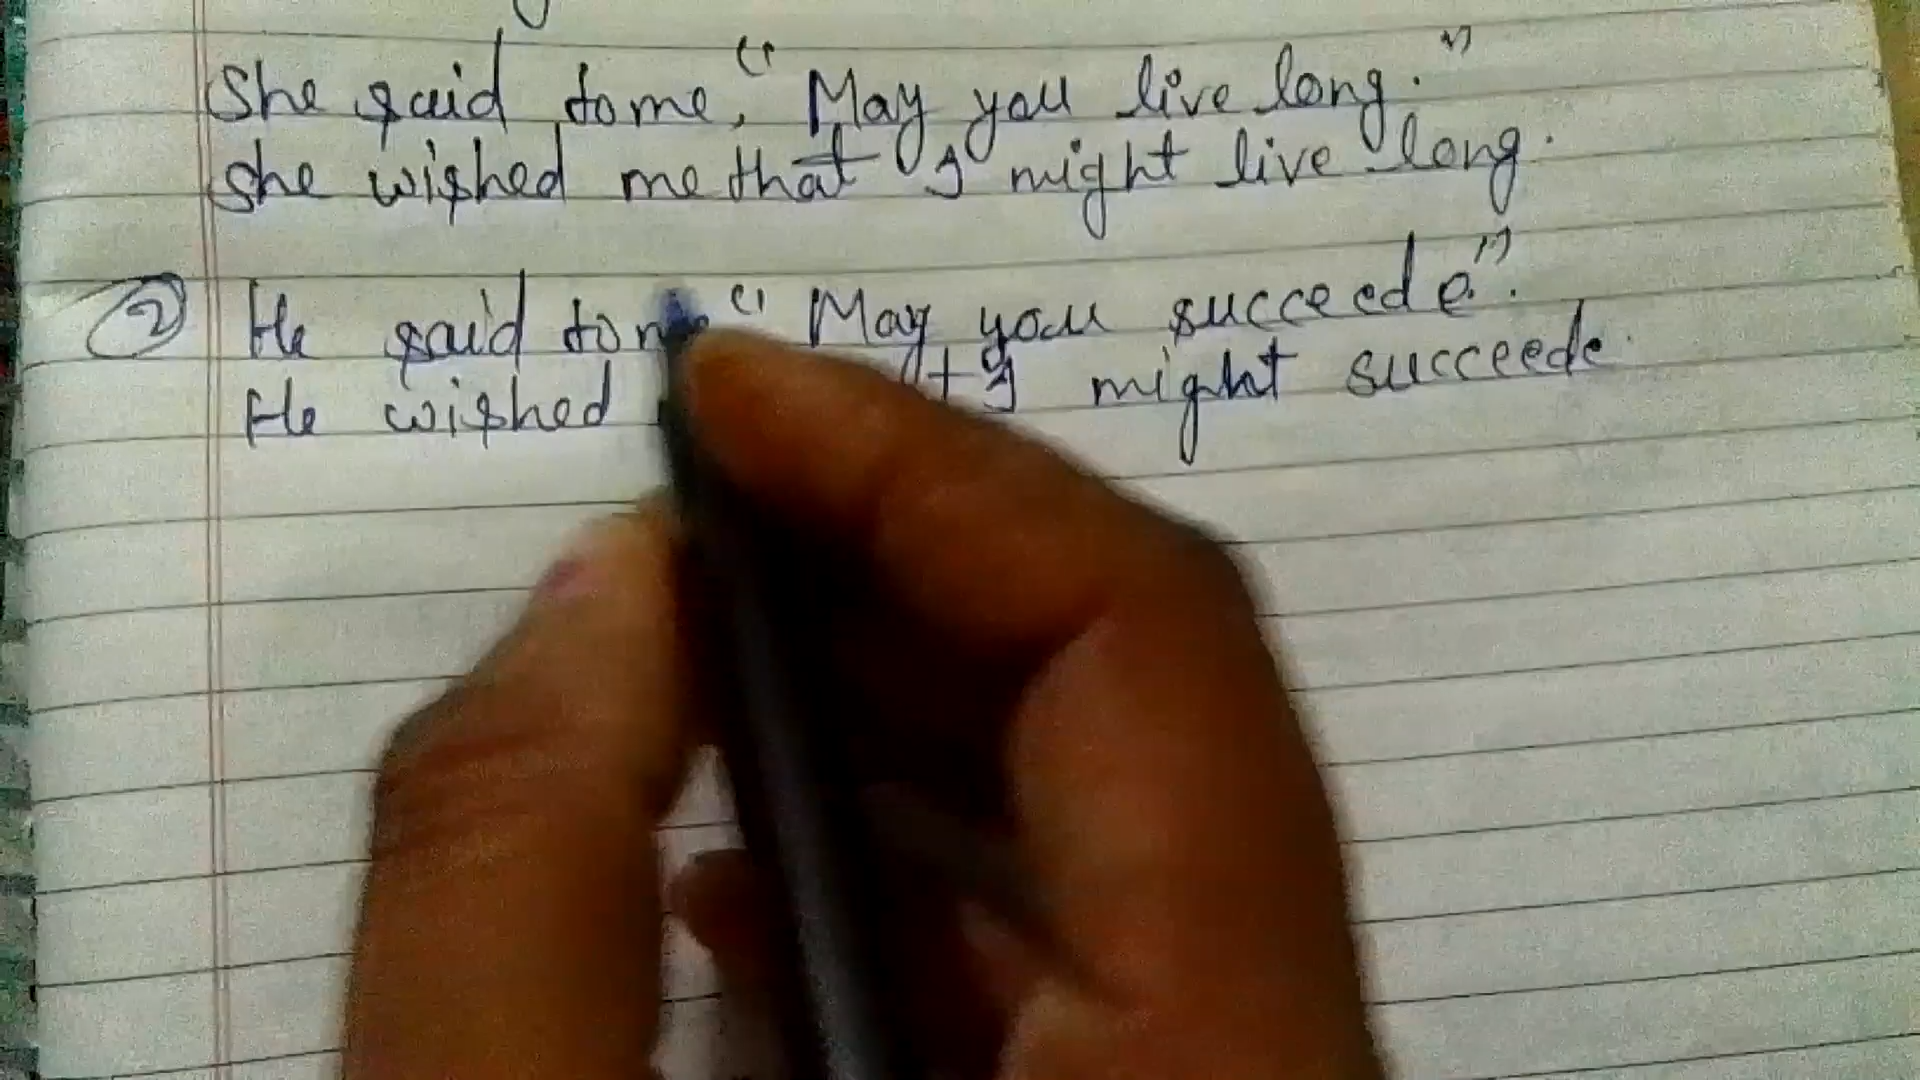 She said to me, "May you live long."
She wished me that I might live long.
② He said to "May you succeede".
He wished I might succeede.